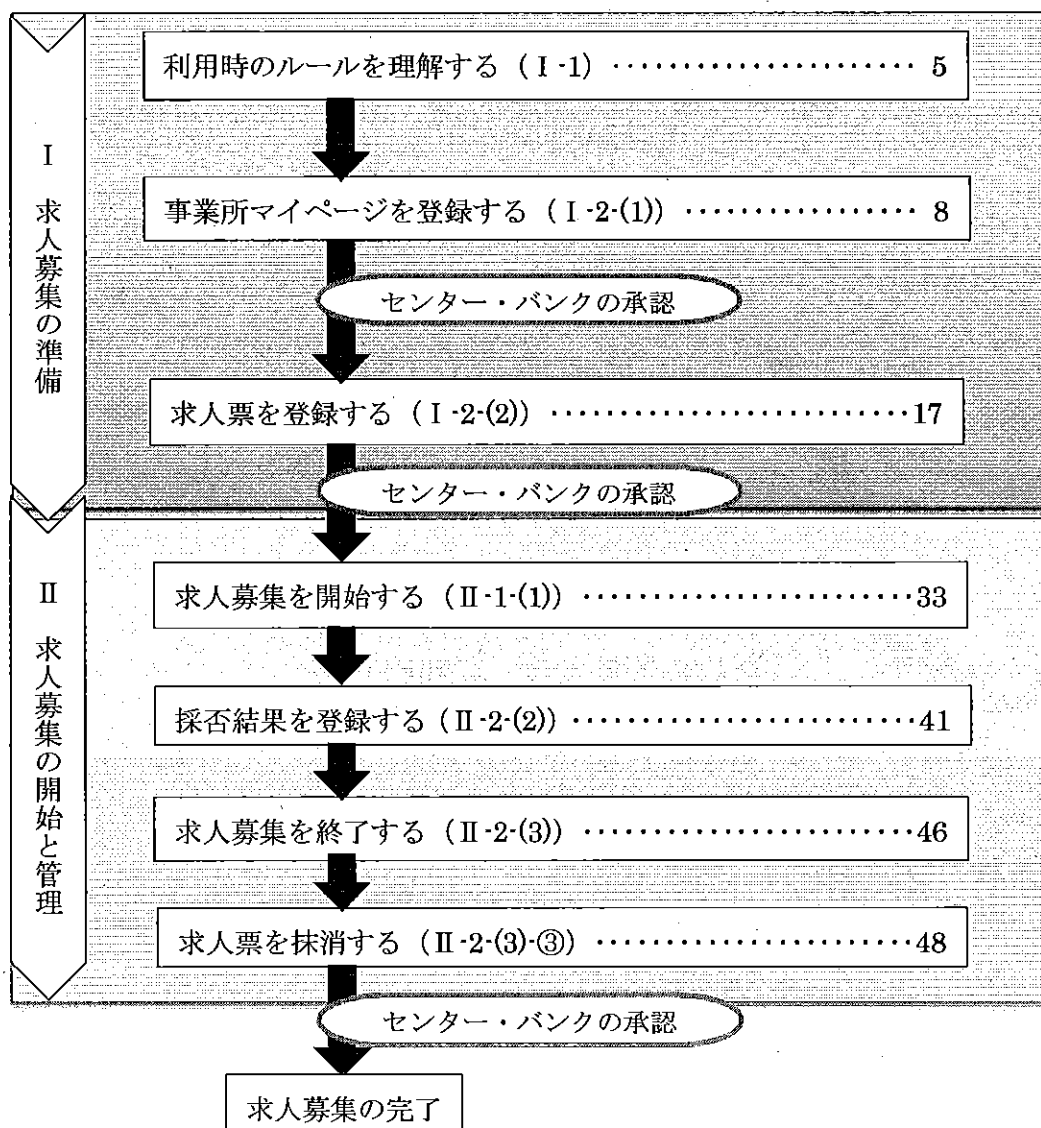 Ⅰ 求人募集の準備
利用時のルールを理解する（Ⅰ-1）······················5
事業所マイページを登録する（Ⅰ-2-(1)）·················8
センター・バンクの承認
求人票を登録する（Ⅰ-2-(2)）···························17
センター・バンクの承認
Ⅱ 求人募集の開始と管理
求人募集を開始する（Ⅱ-1-(1)）·························33
採否結果を登録する（Ⅱ-2-(2)）·························41
求人募集を終了する（Ⅱ-2-(3)）·························46
求人票を抹消する（Ⅱ-2-(3)-③）·······················48
センター・バンクの承認
求人募集の完了